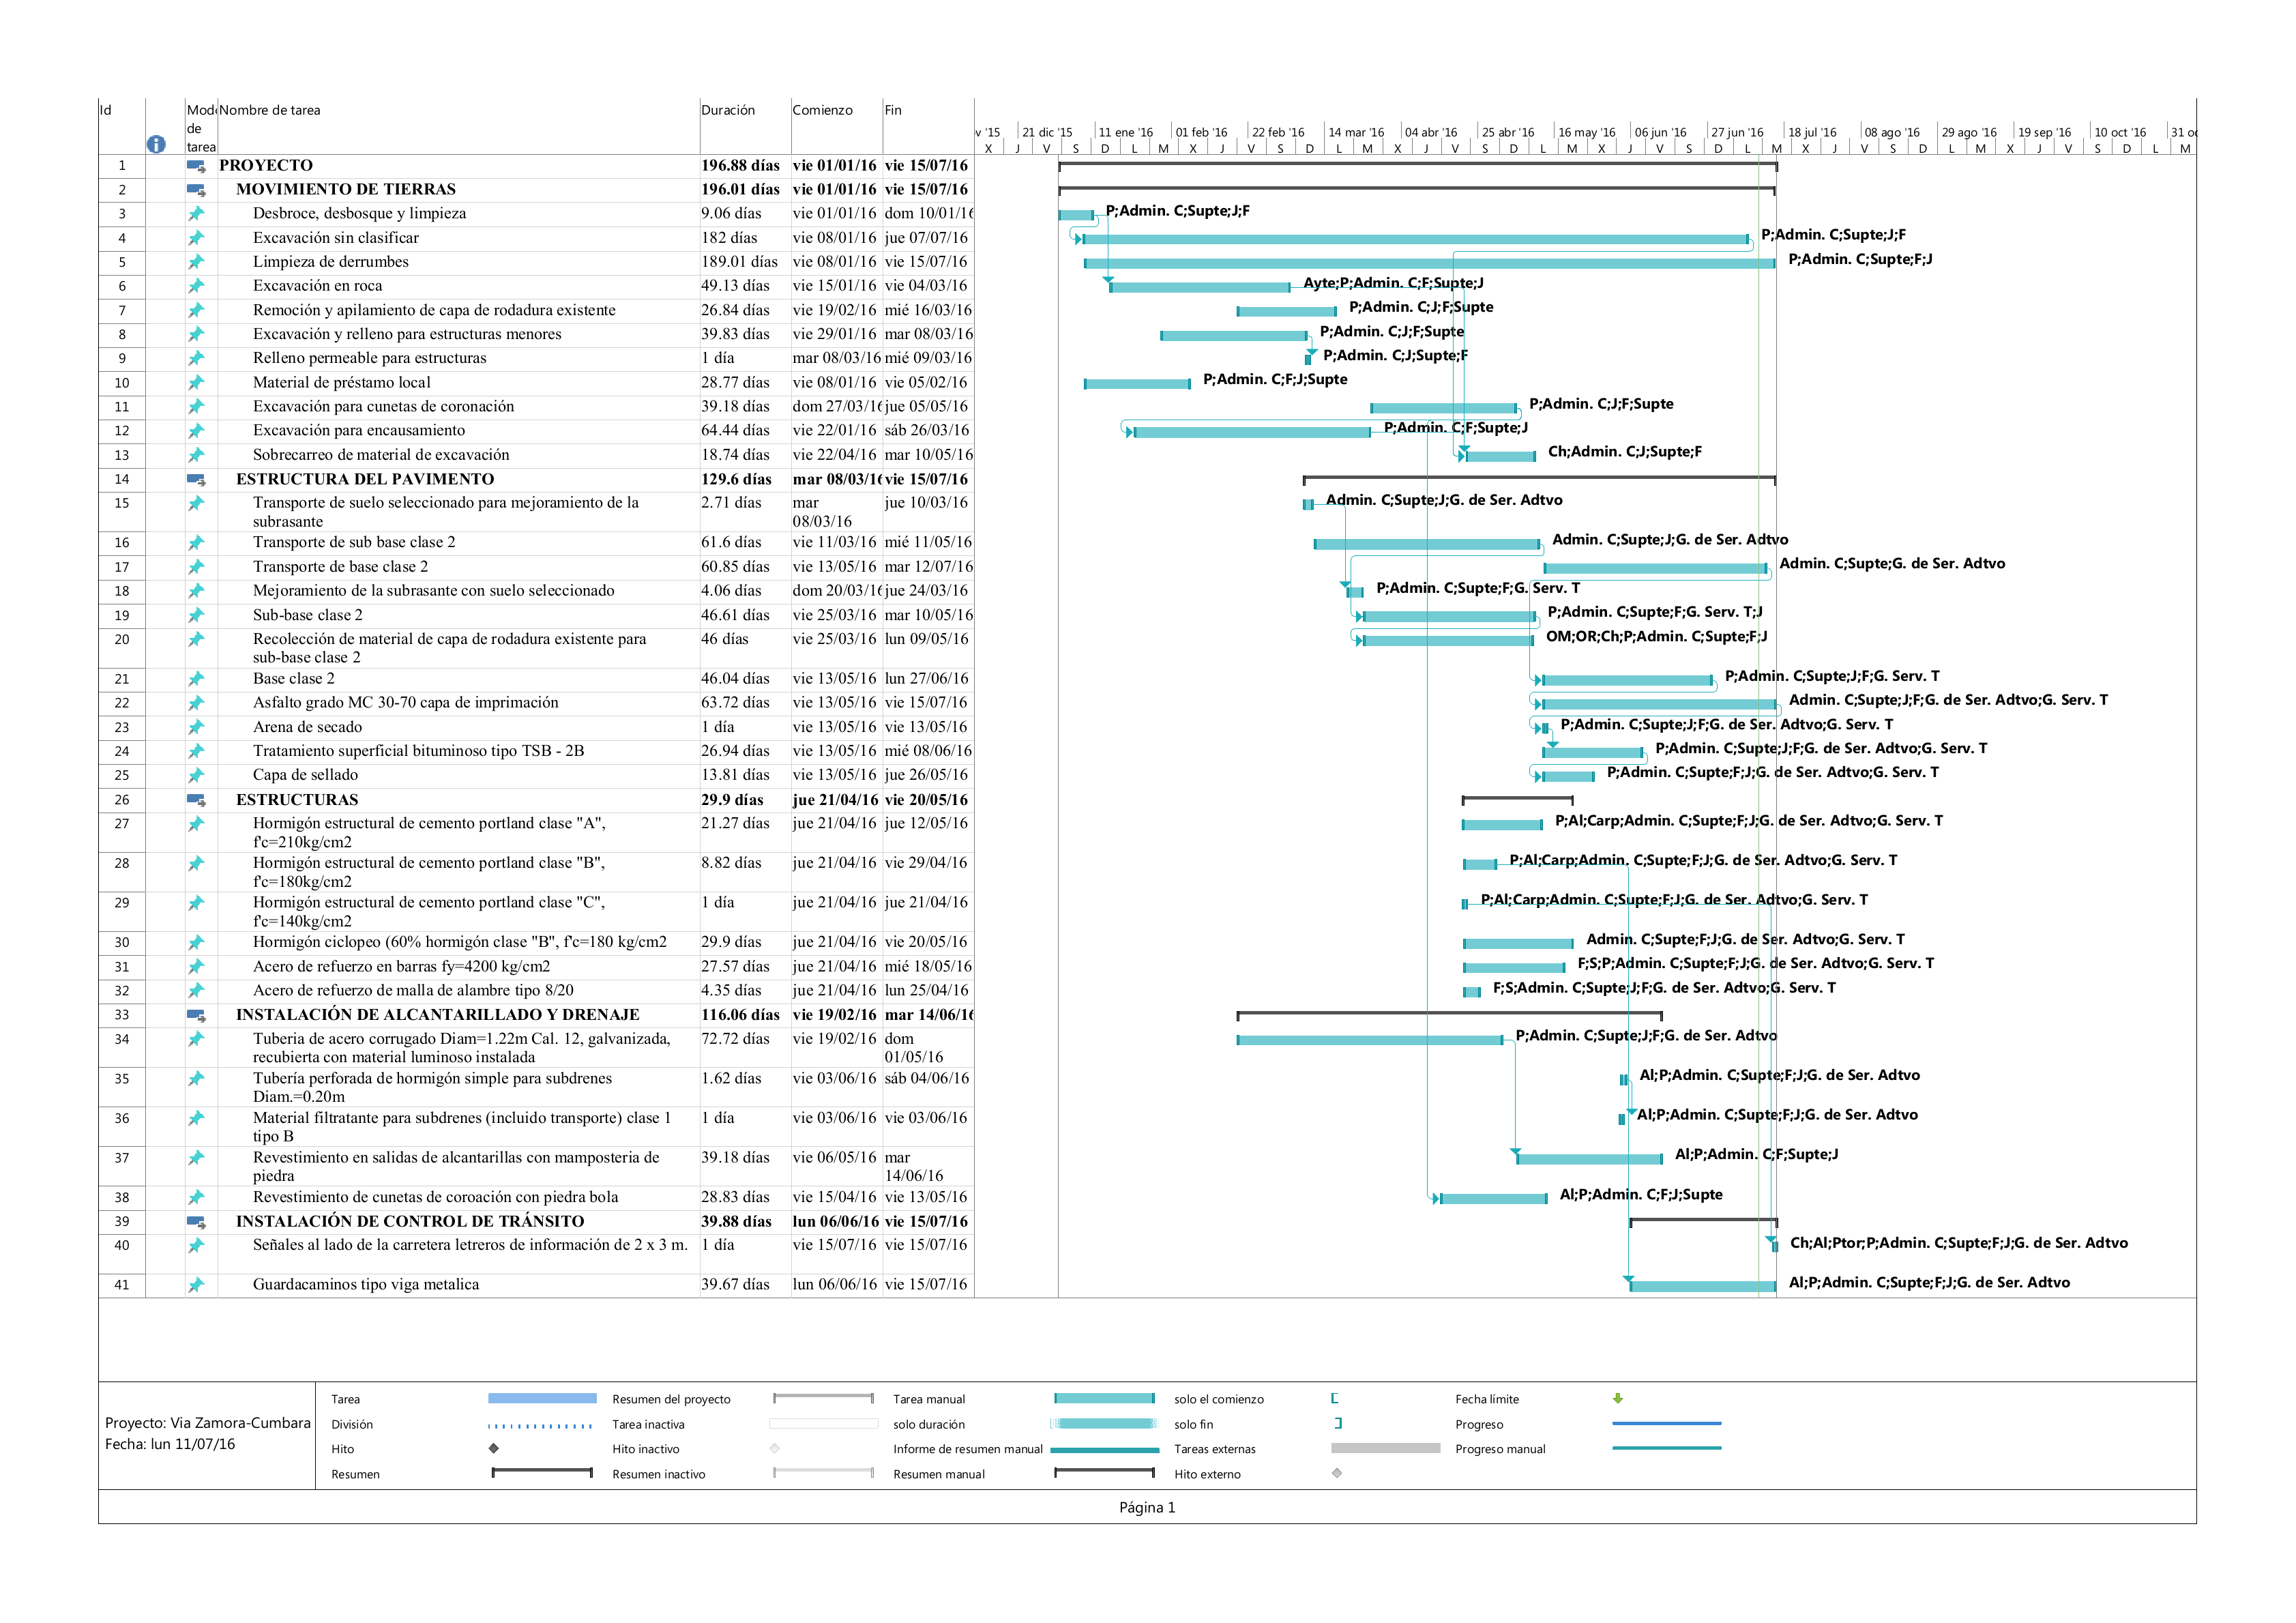 Id Modo de tarea Nombre de tarea Duración Comienzo Fin
v '15 21 dic '15 11 ene '16 01 feb '16 22 feb '16 14 mar '16 04 abr '16 25 abr '16 16 may '16 06 jun '16 27 jun '16 18 jul '16 08 ago '16 29 ago '16 19 sep '16 10 oct '16 31 oc
X J V S D L M X J V S D L M X J V S D L M X J V S D L M X J V S D L M X J V S D L M
1 PROYECTO 196.88 días vie 01/01/16 vie 15/07/16
2 MOVIMIENTO DE TIERRAS 196.01 días vie 01/01/16 vie 15/07/16
3 Desbroce, desbosque y limpieza 9.06 días vie 01/01/16 dom 10/01/16 P;Admin. C;Supte;J;F
4 Excavación sin clasificar 182 días vie 08/01/16 jue 07/07/16 P;Admin. C;Supte;J;F
5 Limpieza de derrumbes 189.01 días vie 08/01/16 vie 15/07/16 P;Admin. C;Supte;F;J
6 Excavación en roca 49.13 días vie 15/01/16 vie 04/03/16 Ayte;P;Admin. C;F;Supte;J
7 Remoción y apilamiento de capa de rodadura existente 26.84 días vie 19/02/16 mié 16/03/16 P;Admin. C;J;F;Supte
8 Excavación y relleno para estructuras menores 39.83 días vie 29/01/16 mar 08/03/16 P;Admin. C;J;F;Supte
9 Relleno permeable para estructuras 1 día mar 08/03/16 mié 09/03/16 P;Admin. C;J;Supte;F
10 Material de préstamo local 28.77 días vie 08/01/16 vie 05/02/16 P;Admin. C;F;J;Supte
11 Excavación para cunetas de coronación 39.18 días dom 27/03/16 jue 05/05/16 P;Admin. C;J;F;Supte
12 Excavación para encausamiento 64.44 días vie 22/01/16 sáb 26/03/16 P;Admin. C;F;Supte;J
13 Sobrecarreo de material de excavación 18.74 días vie 22/04/16 mar 10/05/16 Ch;Admin. C;J;Supte;F
14 ESTRUCTURA DEL PAVIMENTO 129.6 días mar 08/03/16 vie 15/07/16
15 Transporte de suelo seleccionado para mejoramiento de la 2.71 días mar jue 10/03/16 Admin. C;Supte;J;G. de Ser. Adtvo
subrasante 08/03/16
16 Transporte de sub base clase 2 61.6 días vie 11/03/16 mié 11/05/16 Admin. C;Supte;J;G. de Ser. Adtvo
17 Transporte de base clase 2 60.85 días vie 13/05/16 mar 12/07/16 Admin. C;Supte;G. de Ser. Adtvo
18 Mejoramiento de la subrasante con suelo seleccionado 4.06 días dom 20/03/16 jue 24/03/16 P;Admin. C;Supte;F;G. Serv. T
19 Sub-base clase 2 46.61 días vie 25/03/16 mar 10/05/16 P;Admin. C;Supte;F;G. Serv. T;J
20 Recolección de material de capa de rodadura existente para 46 días vie 25/03/16 lun 09/05/16 OM;OR;Ch;P;Admin. C;Supte;F;J
sub-base clase 2
21 Base clase 2 46.04 días vie 13/05/16 lun 27/06/16 P;Admin. C;Supte;J;F;G. Serv. T
22 Asfalto grado MC 30-70 capa de imprimación 63.72 días vie 13/05/16 vie 15/07/16 Admin. C;Supte;J;F;G. de Ser. Adtvo;G. Serv. T
23 Arena de secado 1 día vie 13/05/16 vie 13/05/16 P;Admin. C;Supte;J;F;G. de Ser. Adtvo;G. Serv. T
24 Tratamiento superficial bituminoso tipo TSB - 2B 26.94 días vie 13/05/16 mié 08/06/16 P;Admin. C;Supte;J;F;G. de Ser. Adtvo;G. Serv. T
25 Capa de sellado 13.81 días vie 13/05/16 jue 26/05/16 P;Admin. C;Supte;F;J;G. de Ser. Adtvo;G. Serv. T
26 ESTRUCTURAS 29.9 días jue 21/04/16 vie 20/05/16
27 Hormigón estructural de cemento portland clase "A", 21.27 días jue 21/04/16 jue 12/05/16 P;Al;Carp;Admin. C;Supte;F;J;G. de Ser. Adtvo;G. Serv. T
f'c=210kg/cm2
28 Hormigón estructural de cemento portland clase "B", 8.82 días jue 21/04/16 vie 29/04/16 P;Al;Carp;Admin. C;Supte;F;J;G. de Ser. Adtvo;G. Serv. T
f'c=180kg/cm2
29 Hormigón estructural de cemento portland clase "C", 1 día jue 21/04/16 jue 21/04/16 P;Al;Carp;Admin. C;Supte;F;J;G. de Ser. Adtvo;G. Serv. T
f'c=140kg/cm2
30 Hormigón ciclopeo (60% hormigón clase "B", f'c=180 kg/cm2 29.9 días jue 21/04/16 vie 20/05/16 Admin. C;Supte;F;J;G. de Ser. Adtvo;G. Serv. T
31 Acero de refuerzo en barras fy=4200 kg/cm2 27.57 días jue 21/04/16 mié 18/05/16 F;S;P;Admin. C;Supte;F;J;G. de Ser. Adtvo;G. Serv. T
32 Acero de refuerzo de malla de alambre tipo 8/20 4.35 días jue 21/04/16 lun 25/04/16 F;S;Admin. C;Supte;J;F;G. de Ser. Adtvo;G. Serv. T
33 INSTALACIÓN DE ALCANTARILLADO Y DRENAJE 116.06 días vie 19/02/16 mar 14/06/16
34 Tuberia de acero corrugado Diam=1.22m Cal. 12, galvanizada, 72.72 días vie 19/02/16 dom P;Admin. C;Supte;J;F;G. de Ser. Adtvo
recubierta con material luminoso instalada 01/05/16
35 Tubería perforada de hormigón simple para subdrenes 1.62 días vie 03/06/16 sáb 04/06/16 Al;P;Admin. C;Supte;F;J;G. de Ser. Adtvo
Diam.=0.20m
36 Material filtratante para subdrenes (incluido transporte) clase 1 1 día vie 03/06/16 vie 03/06/16 Al;P;Admin. C;Supte;F;J;G. de Ser. Adtvo
tipo B
37 Revestimiento en salidas de alcantarillas con mamposteria de 39.18 días vie 06/05/16 mar Al;P;Admin. C;F;Supte;J
piedra 14/06/16
38 Revestimiento de cunetas de coroación con piedra bola 28.83 días vie 15/04/16 vie 13/05/16 Al;P;Admin. C;F;J;Supte
39 INSTALACIÓN DE CONTROL DE TRÁNSITO 39.88 días lun 06/06/16 vie 15/07/16
40 Señales al lado de la carretera letreros de información de 2 x 3 m. 1 día vie 15/07/16 vie 15/07/16 Ch;Al;Ptor;P;Admin. C;Supte;F;J;G. de Ser. Adtvo
41 Guardacaminos tipo viga metalica 39.67 días lun 06/06/16 vie 15/07/16 Al;P;Admin. C;Supte;F;J;G. de Ser. Adtvo
Proyecto: Via Zamora-Cumbara
Fecha: lun 11/07/16
Tarea Resumen del proyecto Tarea manual solo el comienzo Fecha límite
División Tarea inactiva solo duración solo fin Progreso
Hito Hito inactivo Informe de resumen manual Tareas externas Progreso manual
Resumen Resumen inactivo Resumen manual Hito externo
Página 1